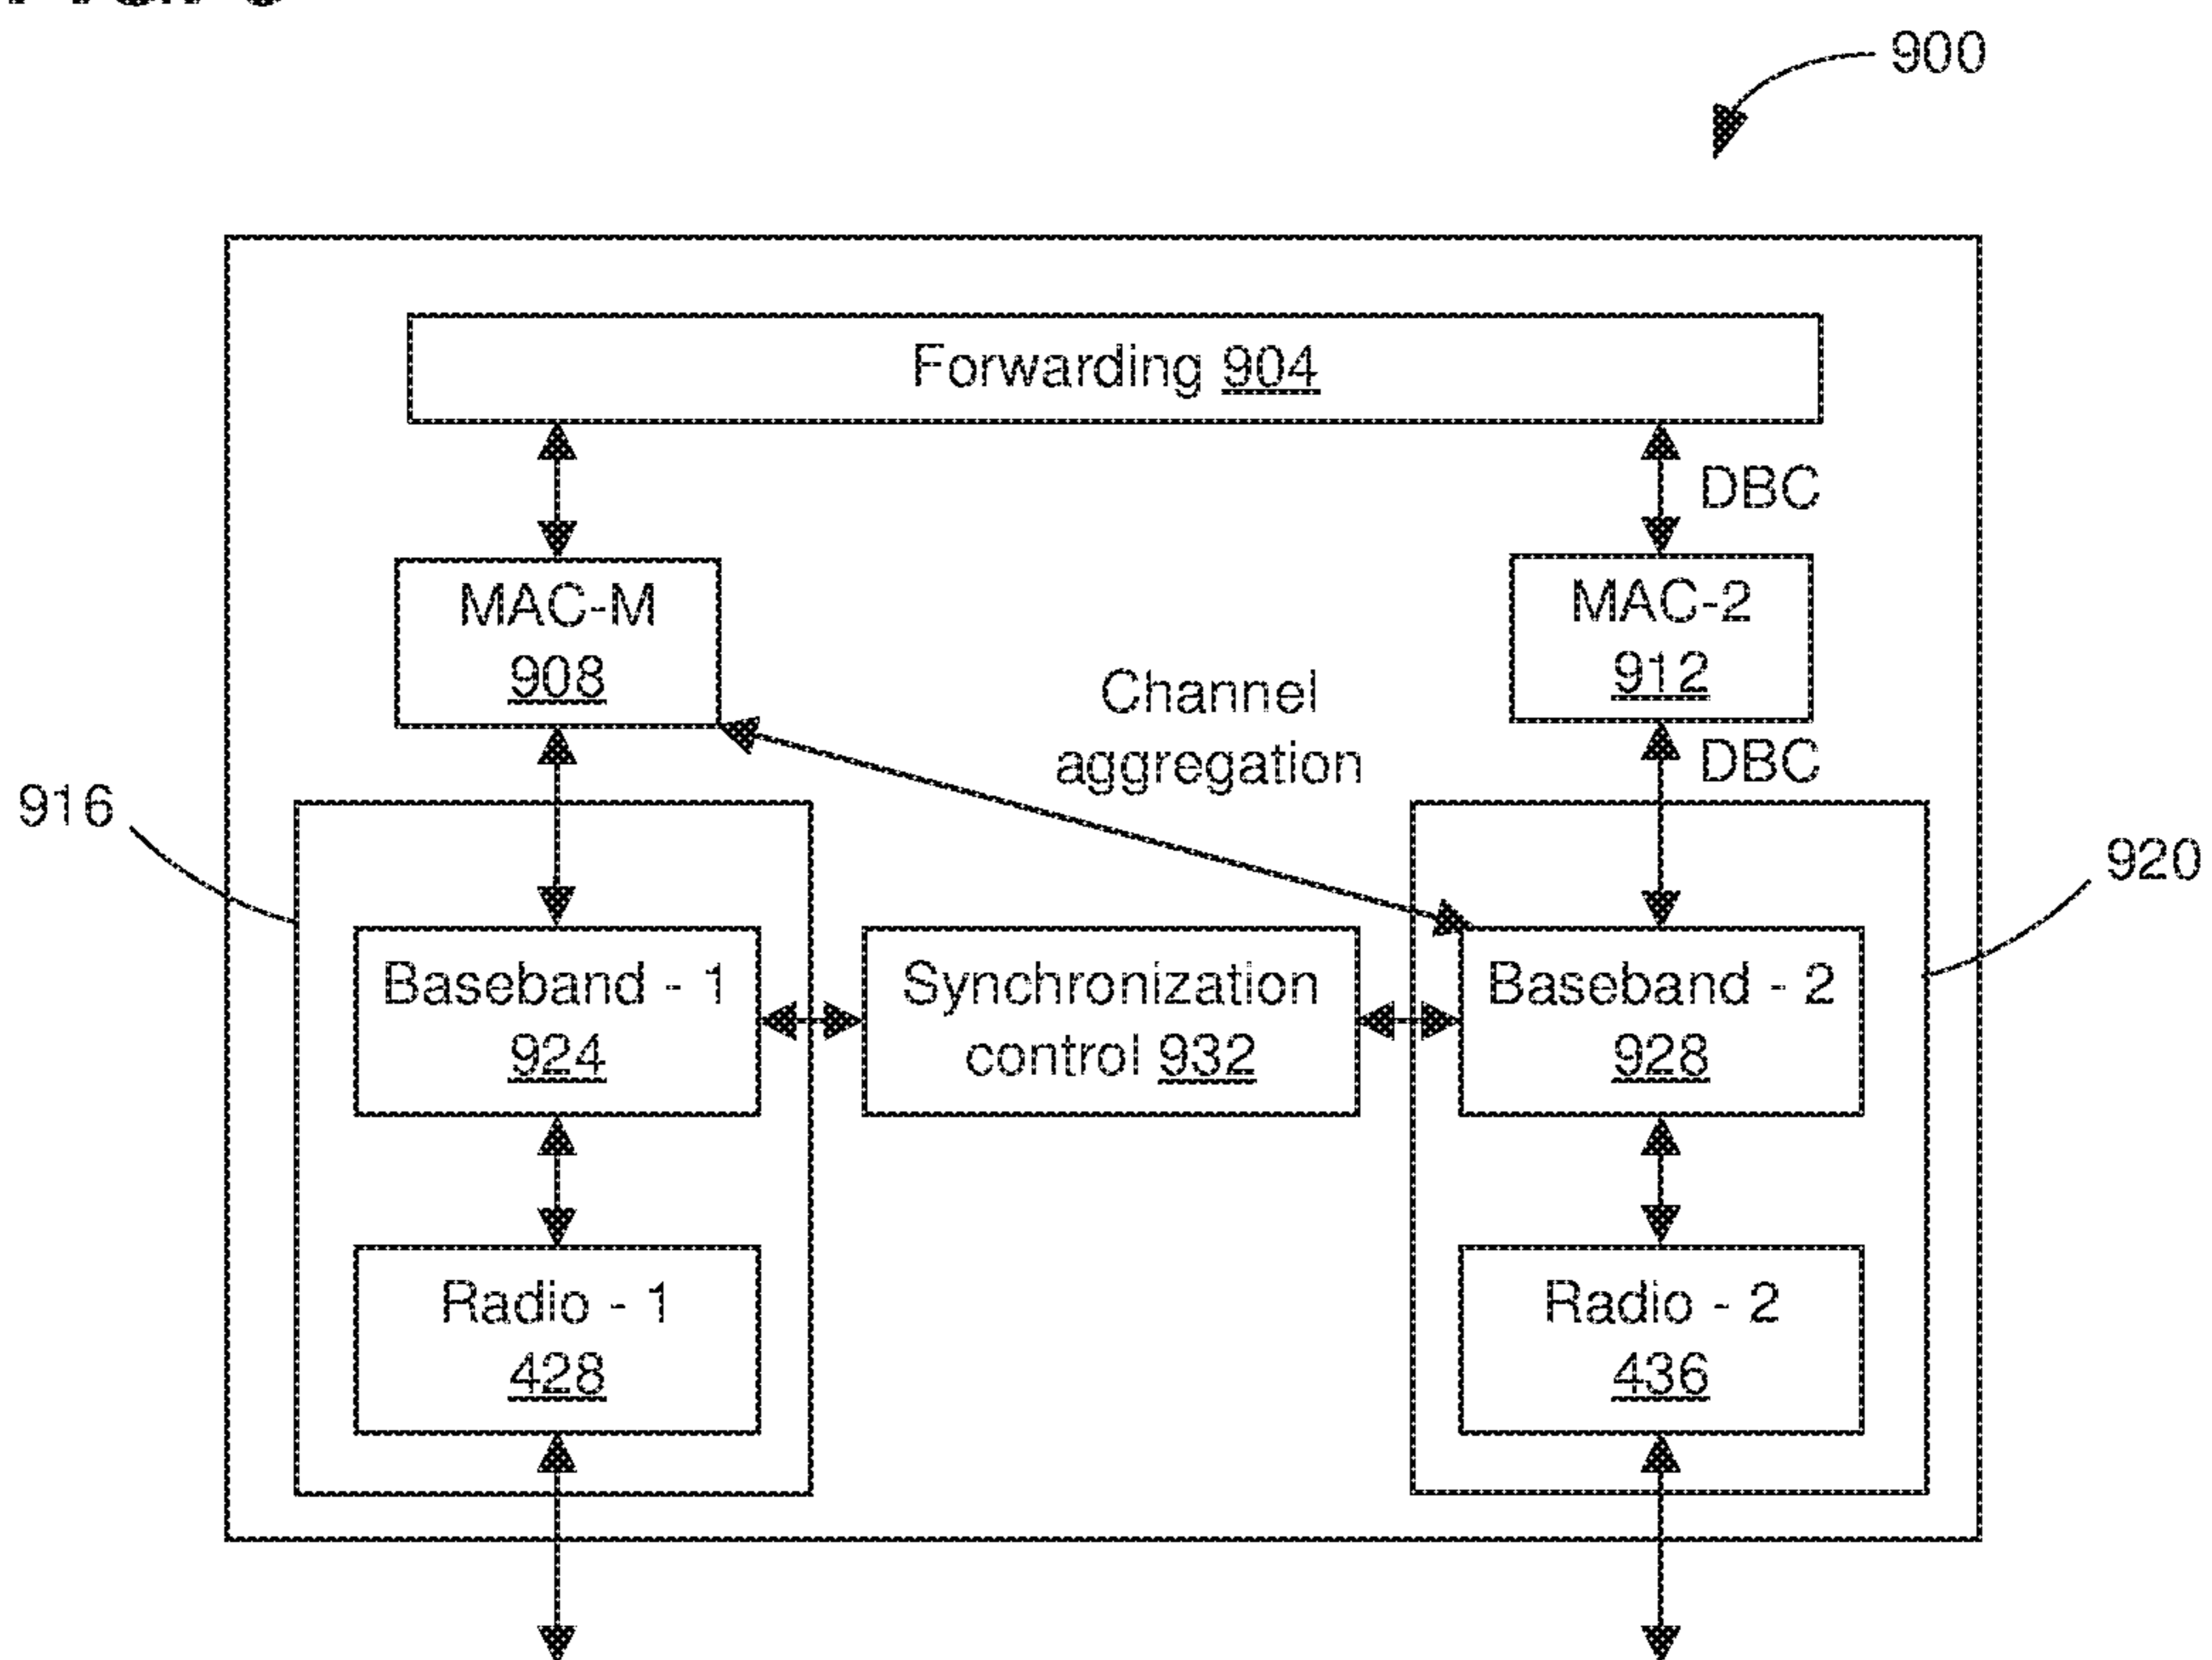 900
Forwarding 904
DBC
MAC-M
908
MAC-2
912
Channel
aggregation
DBC
916
920
Baseband - 1
924
Synchronization
control 932
Baseband - 2
928
Radio - 1
428
Radio - 2
436